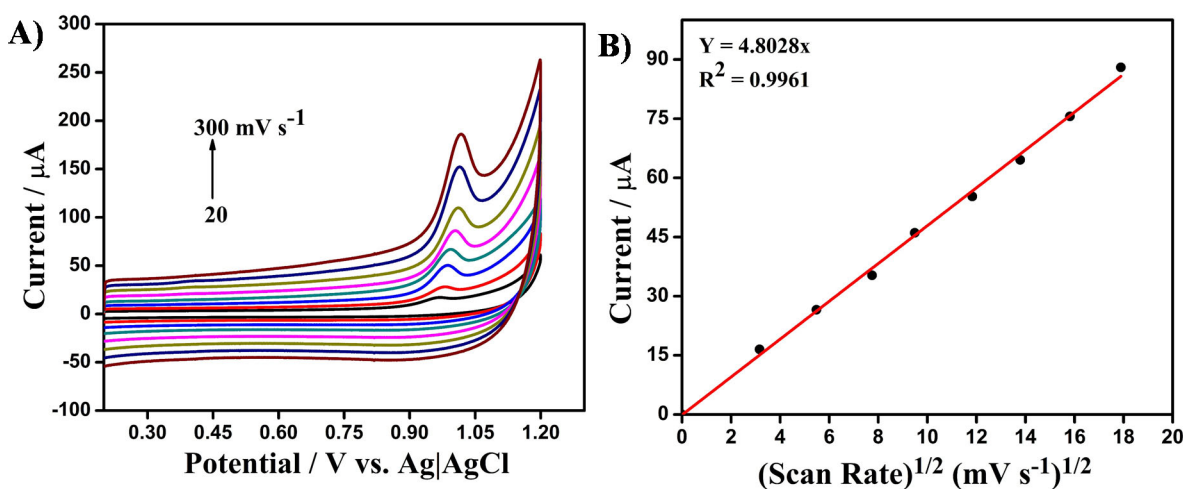 A)
300
250
200
150
100
50
0
-50
-100
Current / μA
300 mV s⁻¹
20
0.30 0.45 0.60 0.75 0.90 1.05 1.20
Potential / V vs. Ag|AgCl
B)
Y = 4.8028x
R² = 0.9961
90
75
60
45
30
15
0
Current / μA
0 2 4 6 8 10 12 14 16 18 20
(Scan Rate)¹/² (mV s⁻¹)¹/²